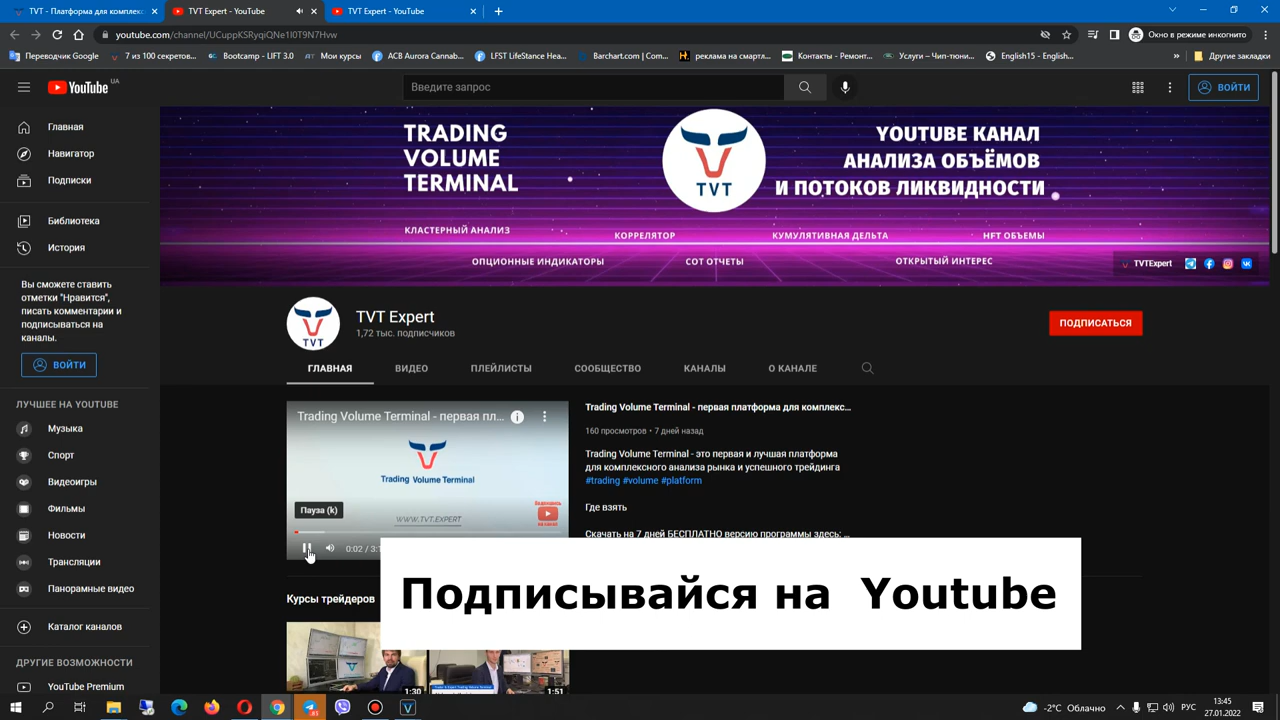 TVT - Платформа для комплек
TVT Expert - YouTube
TVT Expert - YouTube
youtube.com/channel/UCuppKSRyqiQNe1I0T9N7Hvw
Окно в режиме инкогнито
Переводчик Google
7 из 100 секретов...
Bootcamp - LIFT 3.0
Мои курсы
ACB Aurora Cannab...
LFST LifeStance Hea...
Barchart.com | Com...
реклама на смартл...
Контакты – Ремонт...
Услуги – Чип-тюни...
English15 - English...
Другие закладки
YouTube UA
Введите запрос
ВОЙТИ
Главная
Навигатор
Подписки
Библиотека
История
Вы сможете ставить
отметки "Нравится",
писать комментарии и
подписываться на
каналы.
ВОЙТИ
ЛУЧШЕЕ НА YOUTUBE
Музыка
Спорт
Видеоигры
Фильмы
Новости
Трансляции
Панорамные видео
Каталог каналов
ДРУГИЕ ВОЗМОЖНОСТИ
YouTube Premium
TRADING
VOLUME
TERMINAL
TVT
YOUTUBE КАНАЛ
АНАЛИЗА ОБЪЁМОВ
И ПОТОКОВ ЛИКВИДНОСТИ
КЛАСТЕРНЫЙ АНАЛИЗ
КОРРЕЛЯТОР
КУМУЛЯТИВНАЯ ДЕЛЬТА
HFT ОБЪЕМЫ
ОПЦИОННЫЕ ИНДИКАТОРЫ
СОТ ОТЧЕТЫ
ОТКРЫТЫЙ ИНТЕРЕС
TVTExpert
TVT
TVT Expert
1,72 тыс. подписчиков
ПОДПИСАТЬСЯ
ГЛАВНАЯ
ВИДЕО
ПЛЕЙЛИСТЫ
СООБЩЕСТВО
КАНАЛЫ
О КАНАЛЕ
Trading Volume Terminal - первая пл...
Trading Volume Terminal
Пауза (k)
WWW.TVT.EXPERT
0:02 / 3:1
Trading Volume Terminal - первая платформа для комплекс...
160 просмотров • 7 дней назад
Trading Volume Terminal - это первая и лучшая платформа
для комплексного анализа рынка и успешного трейдинга
#trading #volume #platform
Где взять
Скачать на 7 дней БЕСПЛАТНО версию программы здесь: ...
Курсы трейдеров
Подписывайся на Youtube
1:30
1:51
-2°C Облачно
РУС
13:45
27.01.2022